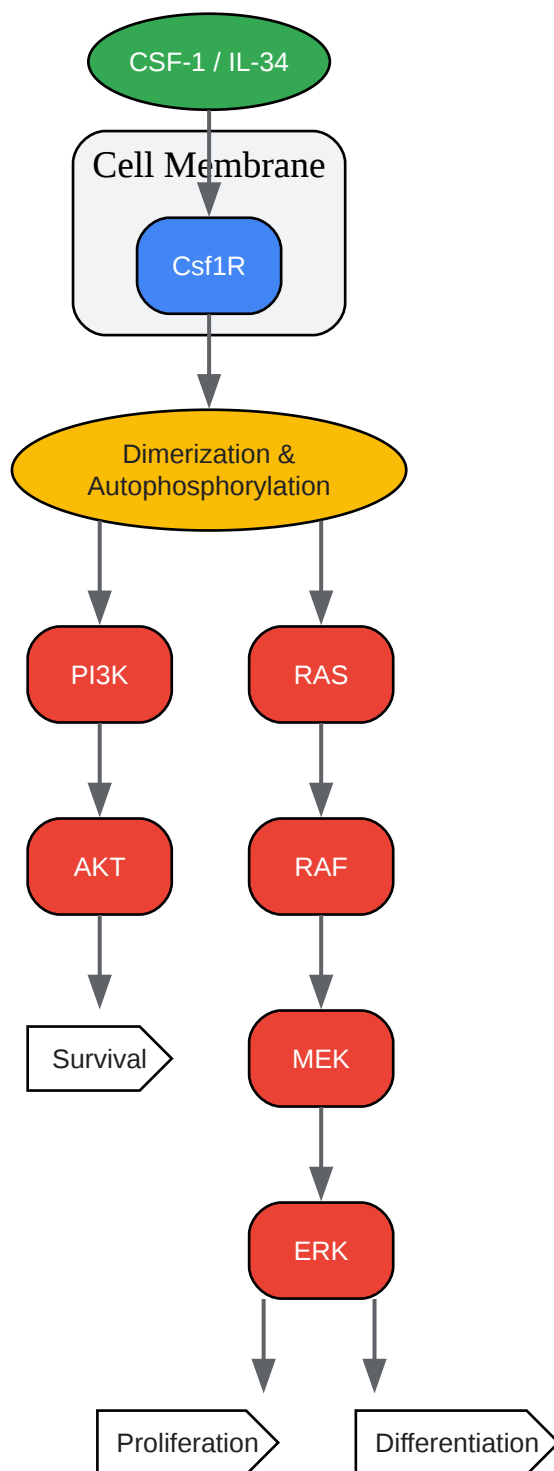 CSF-1 / IL-34
Cell Membrane
Csf1R
Dimerization &
Autophosphorylation
PI3K
RAS
AKT
RAF
Survival
MEK
ERK
Proliferation
Differentiation